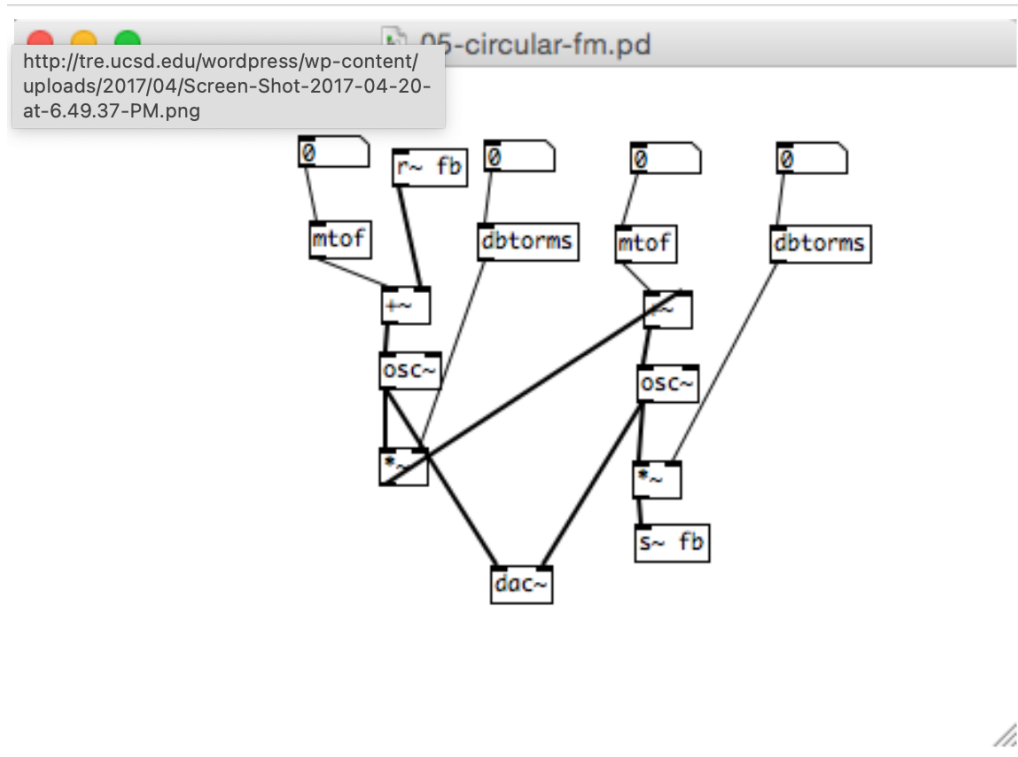 05-circular-fm.pd
http://tre.ucsd.edu/wordpress/wp-content/
uploads/2017/04/Screen-Shot-2017-04-20-
at-6.49.37-PM.png
0
r~ fb
0
0
0
mtof
dbtorms
mtof
dbtorms
+~
+~
osc~
osc~
*~
*~
s~ fb
dac~